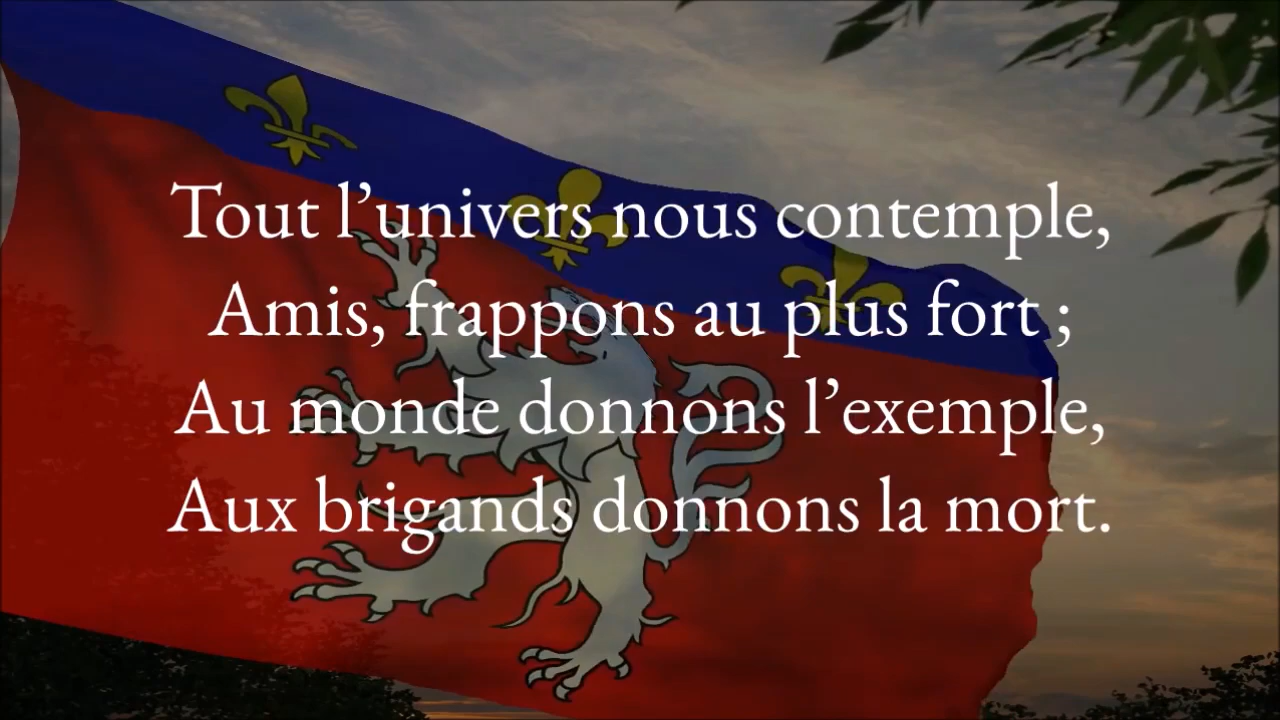 Tout l’univers nous contemple,
Amis, frappons au plus fort ;
Au monde donnons l’exemple,
Aux brigands donnons la mort.